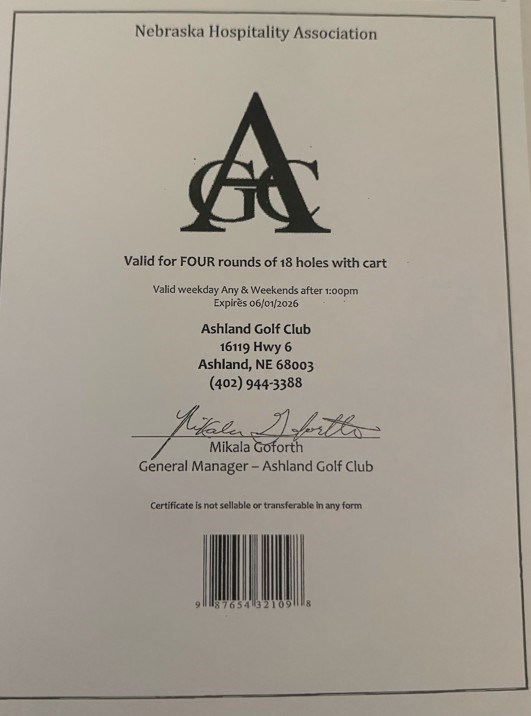 Nebraska Hospitality Association
AGC
Valid for FOUR rounds of 18 holes with cart
Valid weekday Any & Weekends after 1:00pm
Expires 06/01/2026
Ashland Golf Club
16119 Hwy 6
Ashland, NE 68003
(402) 944-3388
Mikala Goforth
Mikala Goforth
General Manager – Ashland Golf Club
Certificate is not sellable or transferable in any form
9 87654 32109 8